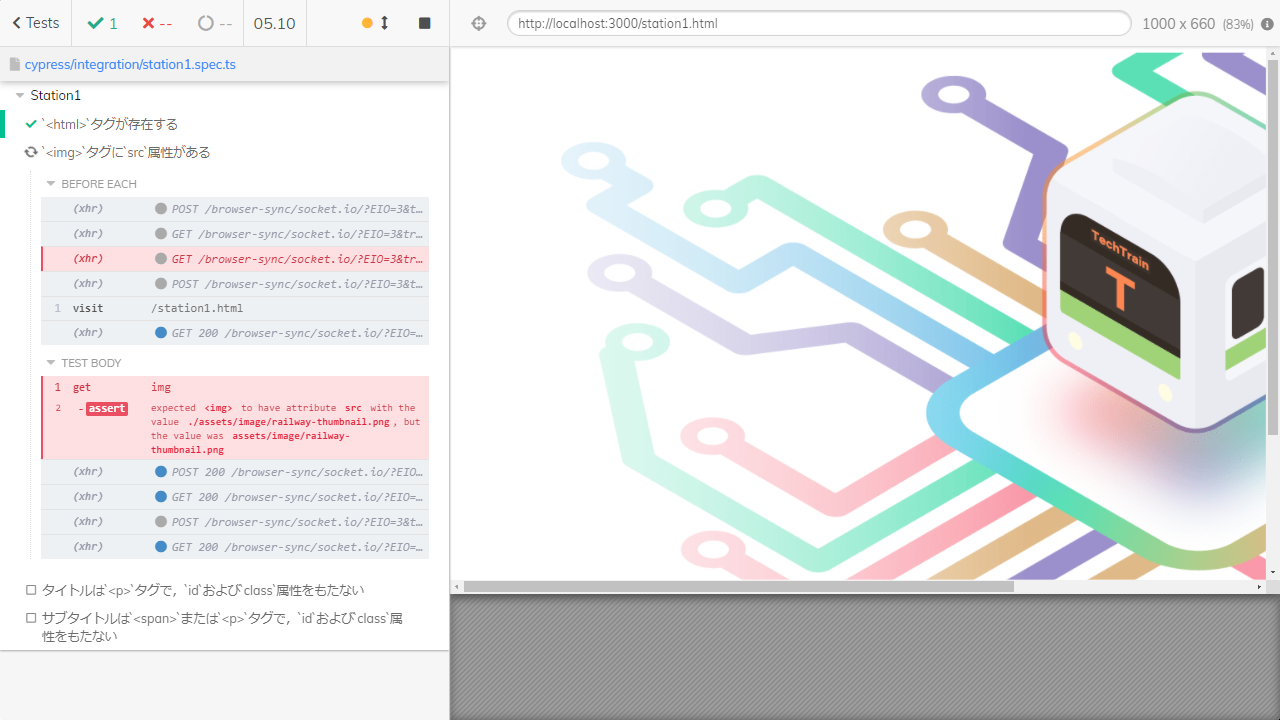 Tests
1
--
--
05.10
http://localhost:3000/station1.html
1000 x 660 (83%)
cypress/integration/station1.spec.ts
Station1
`<html>`タグが存在する
`<img>`タグに`src`属性がある
BEFORE EACH
(xhr) POST /browser-sync/socket.io/?EIO=3&t…
(xhr) GET /browser-sync/socket.io/?EIO=3&tr…
(xhr) GET /browser-sync/socket.io/?EIO=3&tr…
(xhr) POST /browser-sync/socket.io/?EIO=3&t…
1 visit /station1.html
(xhr) GET 200 /browser-sync/socket.io/?EIO=…
TEST BODY
1 get img
2 -assert expected <img> to have attribute src with the
value ./assets/image/railway-thumbnail.png, but
the value was assets/image/railway-
thumbnail.png
(xhr) POST 200 /browser-sync/socket.io/?EIO…
(xhr) GET 200 /browser-sync/socket.io/?EIO=…
(xhr) POST /browser-sync/socket.io/?EIO=3&t…
(xhr) GET 200 /browser-sync/socket.io/?EIO=…
タイトルは`<p>`タグで，`id`および`class`属性をもたない
サブタイトルは`<span>`または`<p>`タグで，`id`および`class`属
性をもたない
TechTrain
T